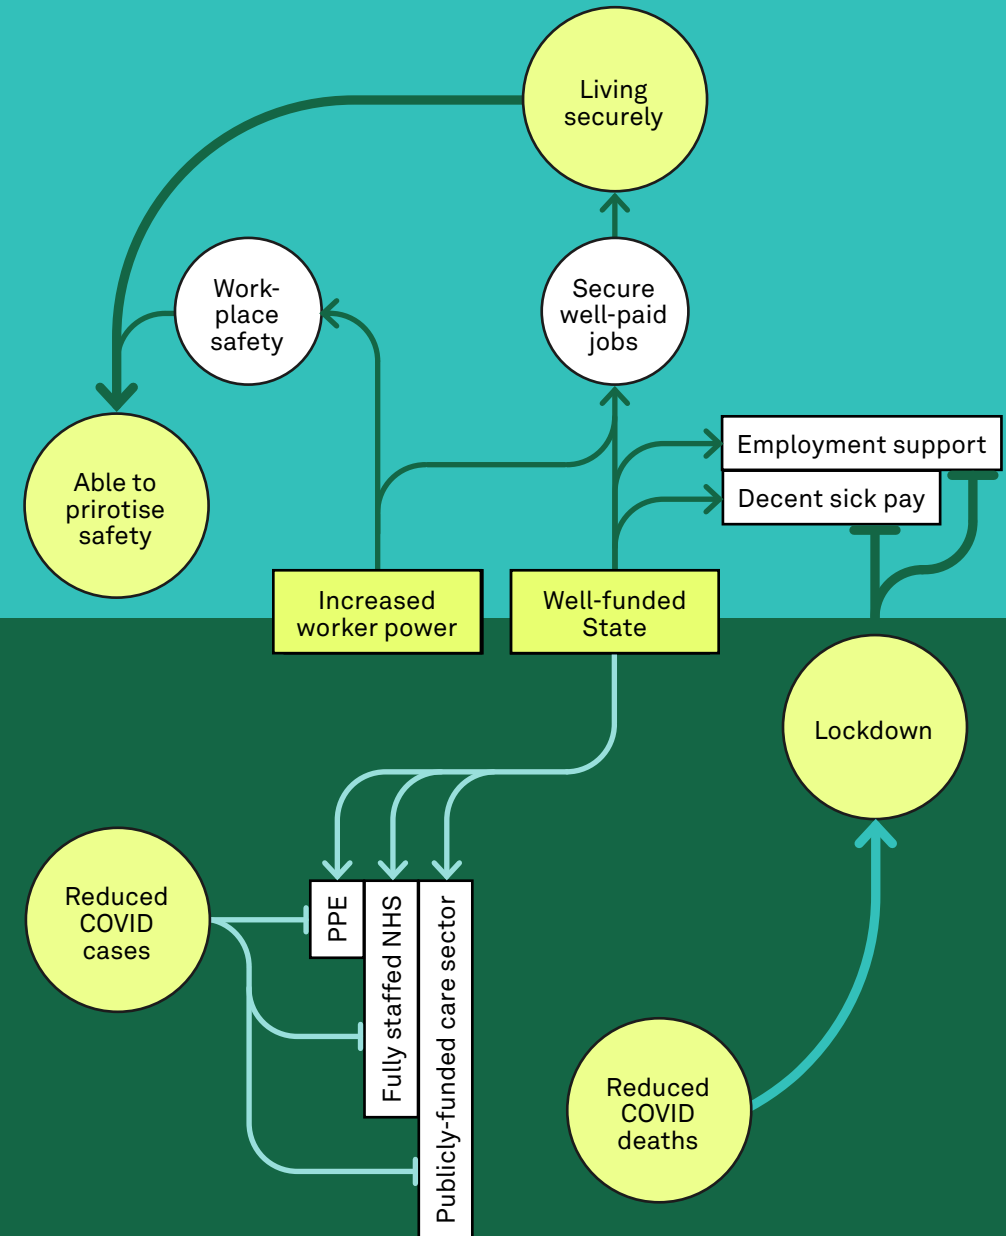 Living
securely
Work-
place
safety
Secure
well-paid
jobs
Employment support
Decent sick pay
Able to
prirotise
safety
Increased
worker power
Well-funded
State
Lockdown
Reduced
COVID
cases
PPE
Fully staffed NHS
Publicly-funded care sector
Reduced
COVID
deaths